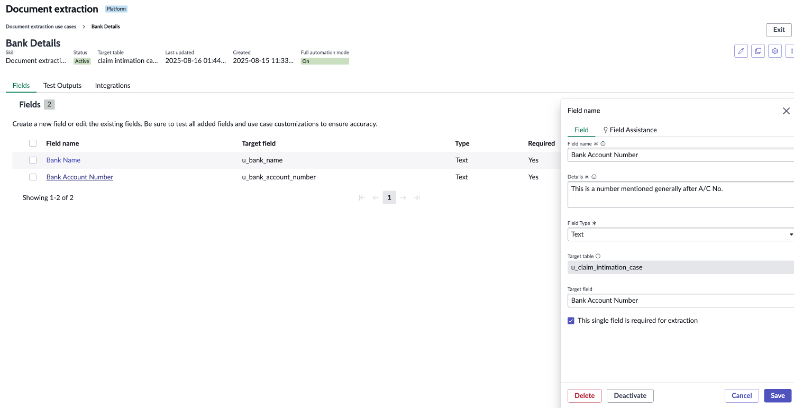 Document extraction Platform
Document extraction use cases > Bank Details
Exit
Bank Details
Skill Status Target table Last updated Created Full automation mode
Document extracti... Active claim intimation ca... 2025-08-16 01:44... 2025-08-15 11:33... On
Fields Test Outputs Integrations
Fields 2
Create a new field or edit the existing fields. Be sure to test all added fields and use case customizations to ensure accuracy.
Field name Target field Type Required
Bank Name u_bank_name Text Yes
Bank Account Number u_bank_account_number Text Yes
Showing 1-2 of 2
1
Field name
Field Field Assistance
Field name
Bank Account Number
Details
This is a number mentioned generally after A/C No.
Field Type
Text
Target table
u_claim_intimation_case
Target field
Bank Account Number
This single field is required for extraction
Delete Deactivate Cancel Save